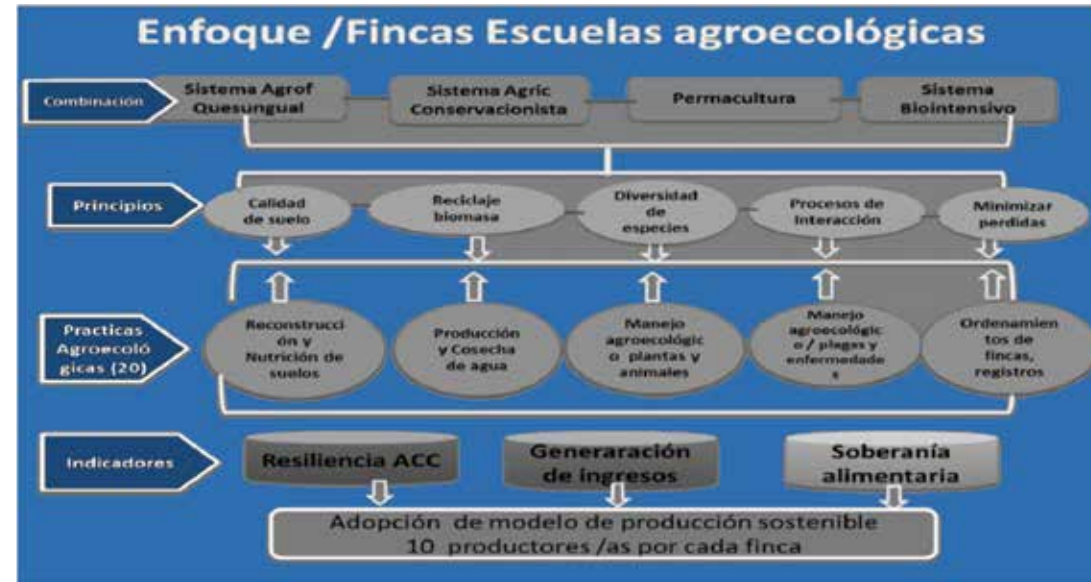 Enfoque /Fincas Escuelas agroecológicas
Combinación
Sistema Agrof
Quesungual
Sistema Agric
Conservacionista
Permacultura
Sistema
Biointensivo
Principios
Calidad
de suelo
Reciclaje
biomasa
Diversidad
de
especies
Procesos de
Interacción
Minimizar
perdidas
Practicas
Agroecoló
gicas (20)
Reconstrucci
ón y
Nutrición de
suelos
Producción
y Cosecha
de agua
Manejo
agroecológic
o plantas y
animales
Manejo
agroecológic
o / plagas y
enfermedade
s
Ordenamien
tos de
fincas,
registros
Indicadores
Resiliencia ACC
Generaración
de ingresos
Soberanía
alimentaria
Adopción de modelo de producción sostenible
10 productores /as por cada finca